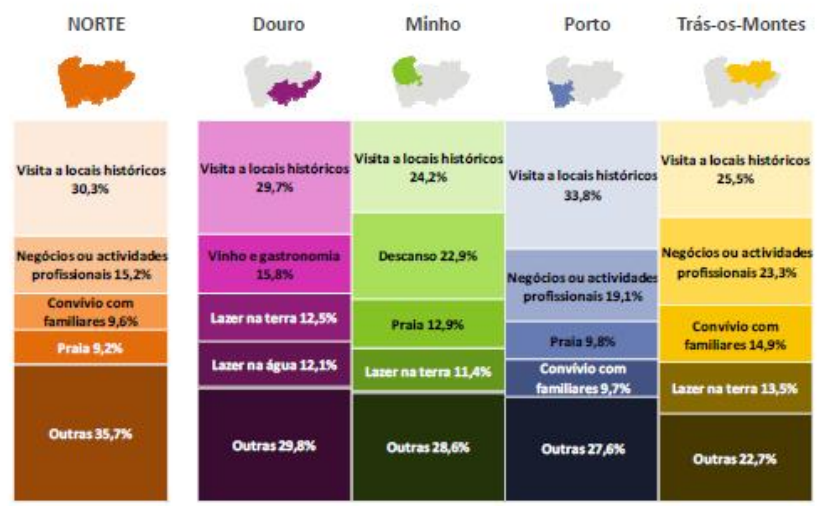 NORTE
Visita a locais históricos
30,3%
Negócios ou actividades
profissionais 15,2%
Convívio com
familiares 9,6%
Praia 9,2%
Outras 35,7%
Douro
Visita a locais históricos
29,7%
Vinho e gastronomia
15,8%
Lazer na terra 12,5%
Lazer na água 12,1%
Outras 29,8%
Minho
Visita a locais históricos
24,2%
Descanso 22,9%
Praia 12,9%
Lazer na terra 11,4%
Outras 28,6%
Porto
Visita a locais históricos
33,8%
Negócios ou actividades
profissionais 19,1%
Praia 9,8%
Convívio com
familiares 9,7%
Outras 27,6%
Trás-os-Montes
Visita a locais históricos
25,5%
Negócios ou actividades
profissionais 23,3%
Convívio com
familiares 14,9%
Lazer na terra 13,5%
Outras 22,7%